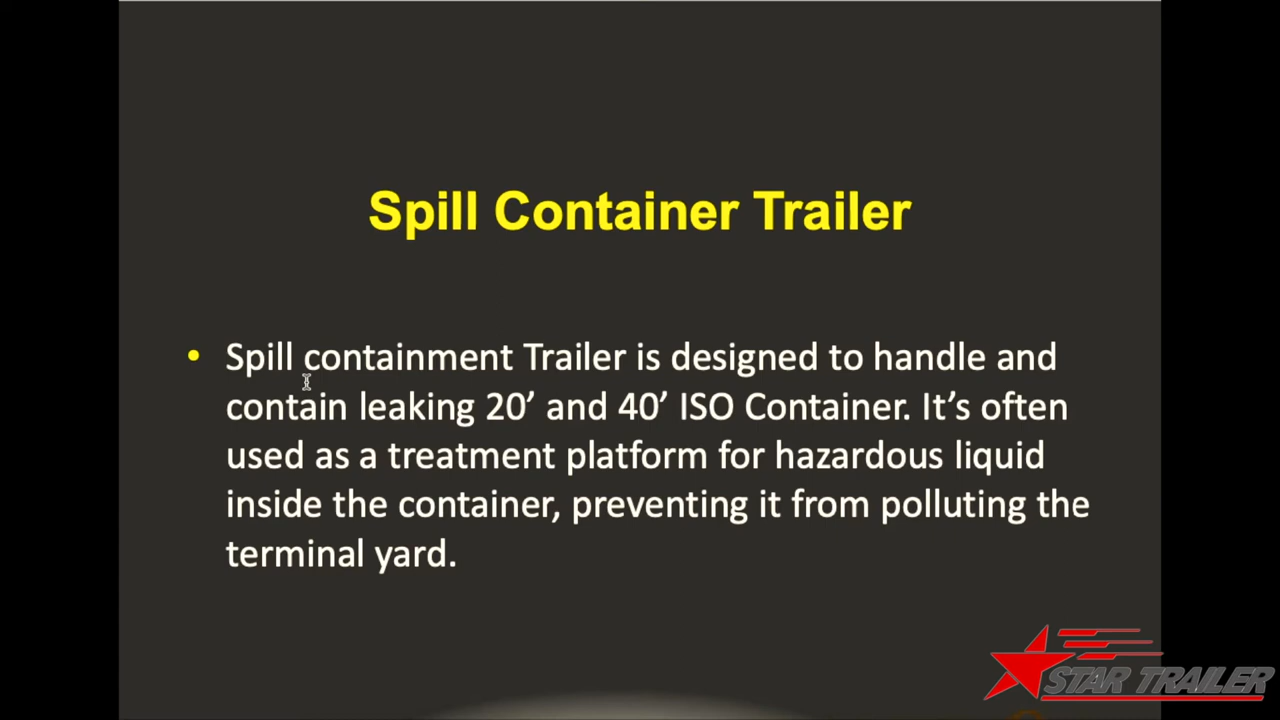 Spill Container Trailer
• Spill containment Trailer is designed to handle and
contain leaking 20’ and 40’ ISO Container. It’s often
used as a treatment platform for hazardous liquid
inside the container, preventing it from polluting the
terminal yard.
STAR TRAILER